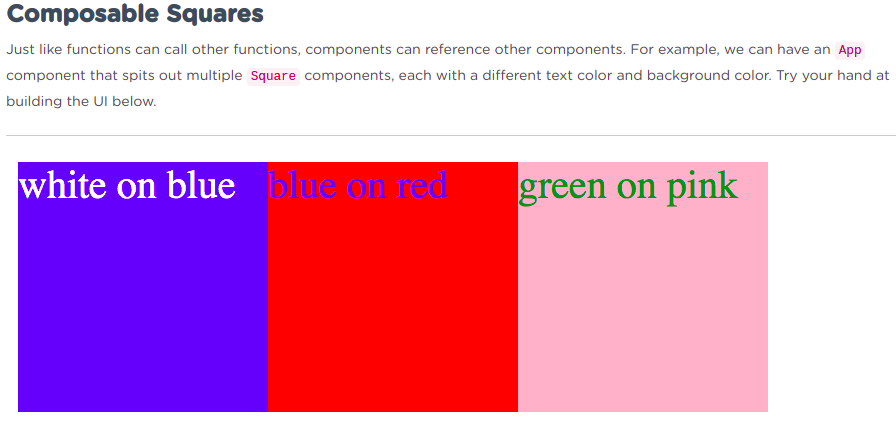 Composable Squares
Just like functions can call other functions, components can reference other components. For example, we can have an App
component that spits out multiple Square components, each with a different text color and background color. Try your hand at
building the UI below.
white on blue blue on red green on pink